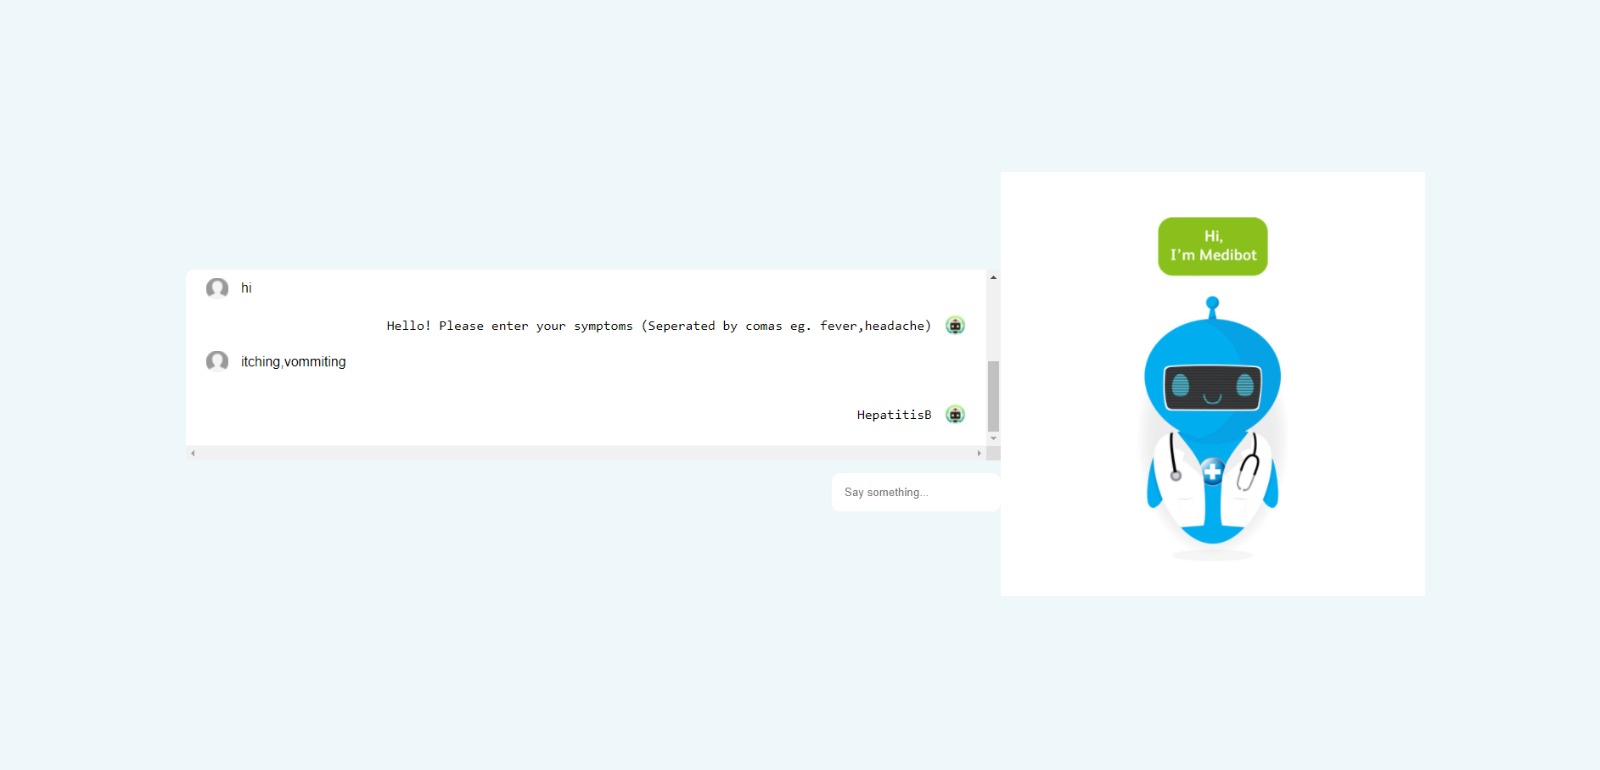 hi
Hello! Please enter your symptoms (Seperated by comas eg. fever,headache)
itching,vommiting
HepatitisB
Say something...
Hi,
I'm Medibot